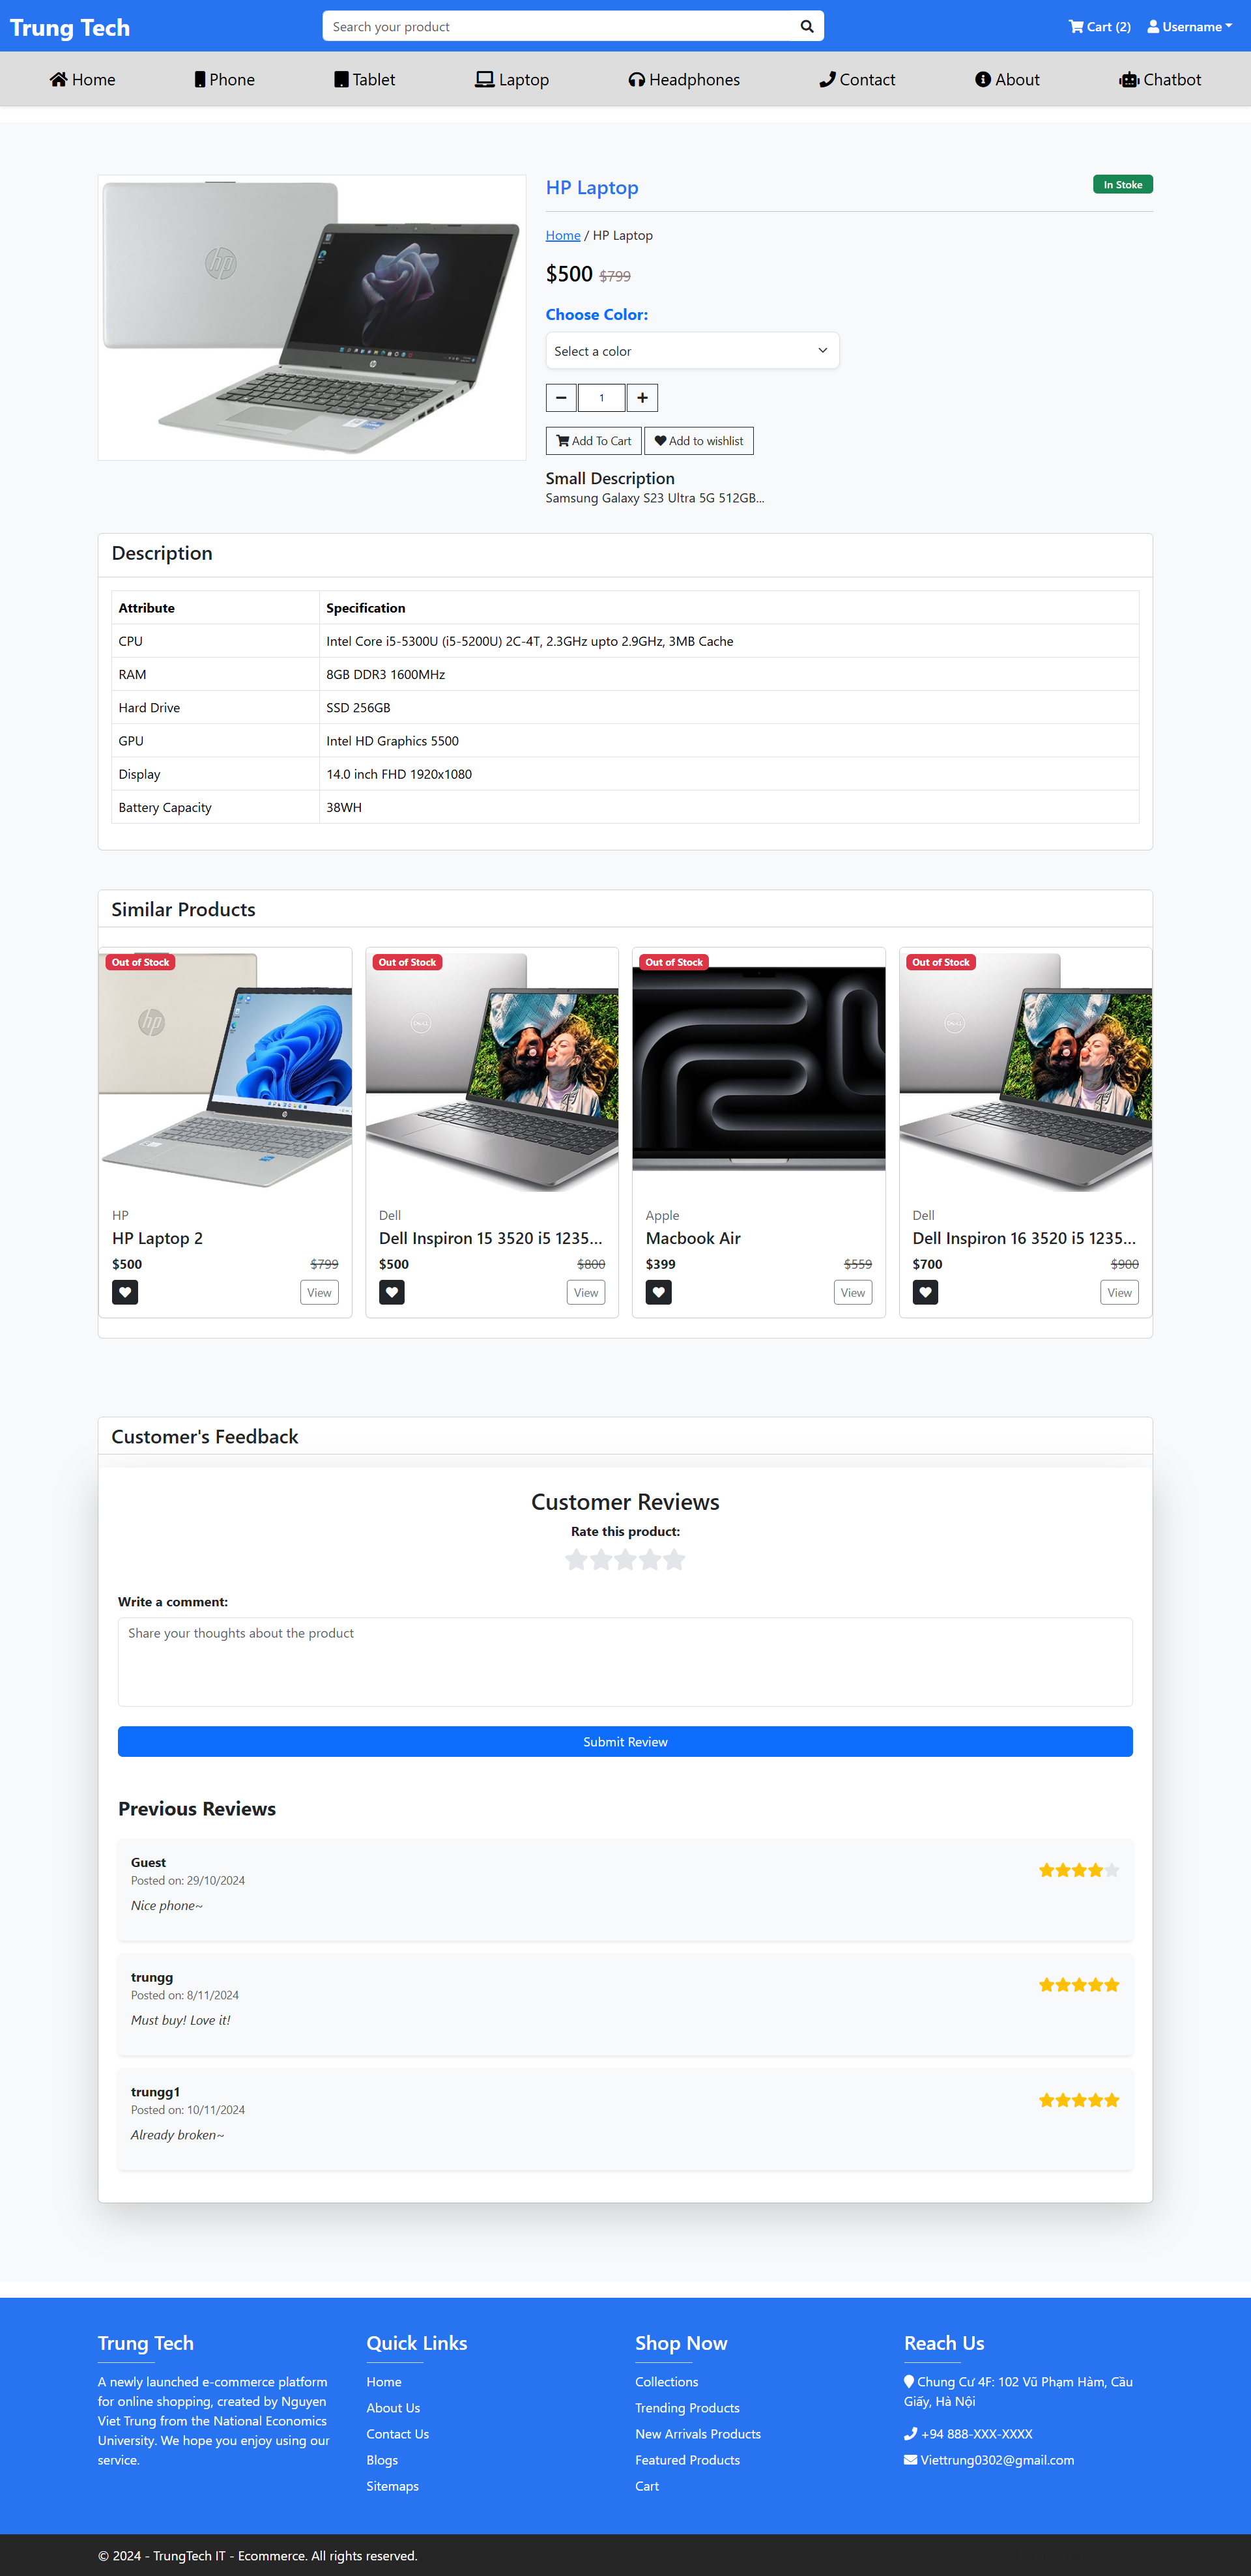 Trung Tech
Search your product
Cart (2)
Username
Home
Phone
Tablet
Laptop
Headphones
Contact
About
Chatbot
HP Laptop
In Stoke
Home / HP Laptop
$500 $799
Choose Color:
Select a color
1
Add To Cart
Add to wishlist
Small Description
Samsung Galaxy S23 Ultra 5G 512GB...
Description
Attribute Specification
CPU Intel Core i5-5300U (i5-5200U) 2C-4T, 2.3GHz upto 2.9GHz, 3MB Cache
RAM 8GB DDR3 1600MHz
Hard Drive SSD 256GB
GPU Intel HD Graphics 5500
Display 14.0 inch FHD 1920x1080
Battery Capacity 38WH
Similar Products
Out of Stock
hp
HP
HP Laptop 2
$500 $799
View
Out of Stock
DELL
Dell
Dell Inspiron 15 3520 i5 1235...
$500 $800
View
Out of Stock
Apple
Macbook Air
$399 $559
View
Out of Stock
DELL
Dell
Dell Inspiron 16 3520 i5 1235...
$700 $900
View
Customer's Feedback
Customer Reviews
Rate this product:
Write a comment:
Share your thoughts about the product
Submit Review
Previous Reviews
Guest
Posted on: 29/10/2024
Nice phone~
trungg
Posted on: 8/11/2024
Must buy! Love it!
trungg1
Posted on: 10/11/2024
Already broken~
Trung Tech
A newly launched e-commerce platform
for online shopping, created by Nguyen
Viet Trung from the National Economics
University. We hope you enjoy using our
service.
Quick Links
Home
About Us
Contact Us
Blogs
Sitemaps
Shop Now
Collections
Trending Products
New Arrivals Products
Featured Products
Cart
Reach Us
Chung Cư 4F: 102 Vũ Phạm Hàm, Cầu
Giấy, Hà Nội
+94 888-XXX-XXXX
Viettrung0302@gmail.com
© 2024 - TrungTech IT - Ecommerce. All rights reserved.